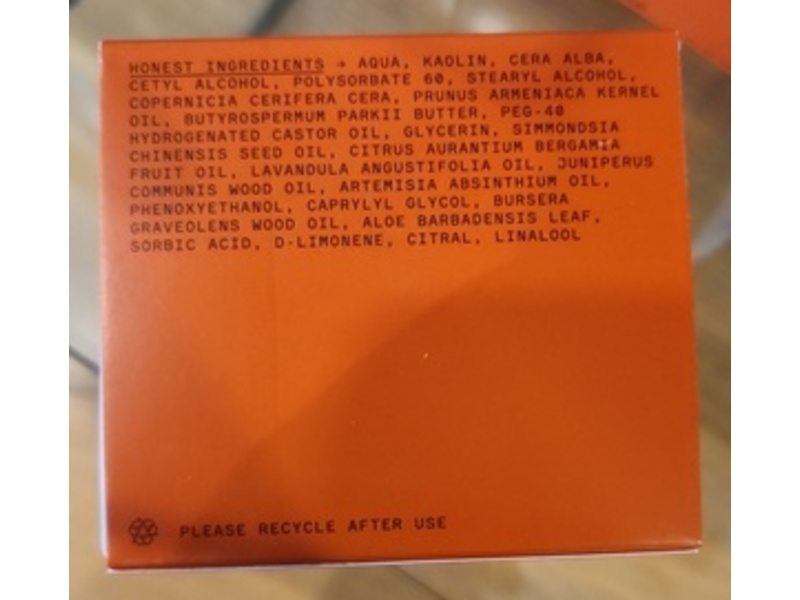 HONEST INGREDIENTS → AQUA, KAOLIN, CERA ALBA,
CETYL ALCOHOL, POLYSORBATE 60, STEARYL ALCOHOL,
COPERNICIA CERIFERA CERA, PRUNUS ARMENIACA KERNEL
OIL, BUTYROSPERMUM PARKII BUTTER, PEG-40
HYDROGENATED CASTOR OIL, GLYCERIN, SIMMONDSIA
CHINENSIS SEED OIL, CITRUS AURANTIUM BERGAMIA
FRUIT OIL, LAVANDULA ANGUSTIFOLIA OIL, JUNIPERUS
COMMUNIS WOOD OIL, ARTEMISIA ABSINTHIUM OIL,
PHENOXYETHANOL, CAPRYLYL GLYCOL, BURSERA
GRAVEOLENS WOOD OIL, ALOE BARBADENSIS LEAF,
SORBIC ACID, D-LIMONENE, CITRAL, LINALOOL
PLEASE RECYCLE AFTER USE